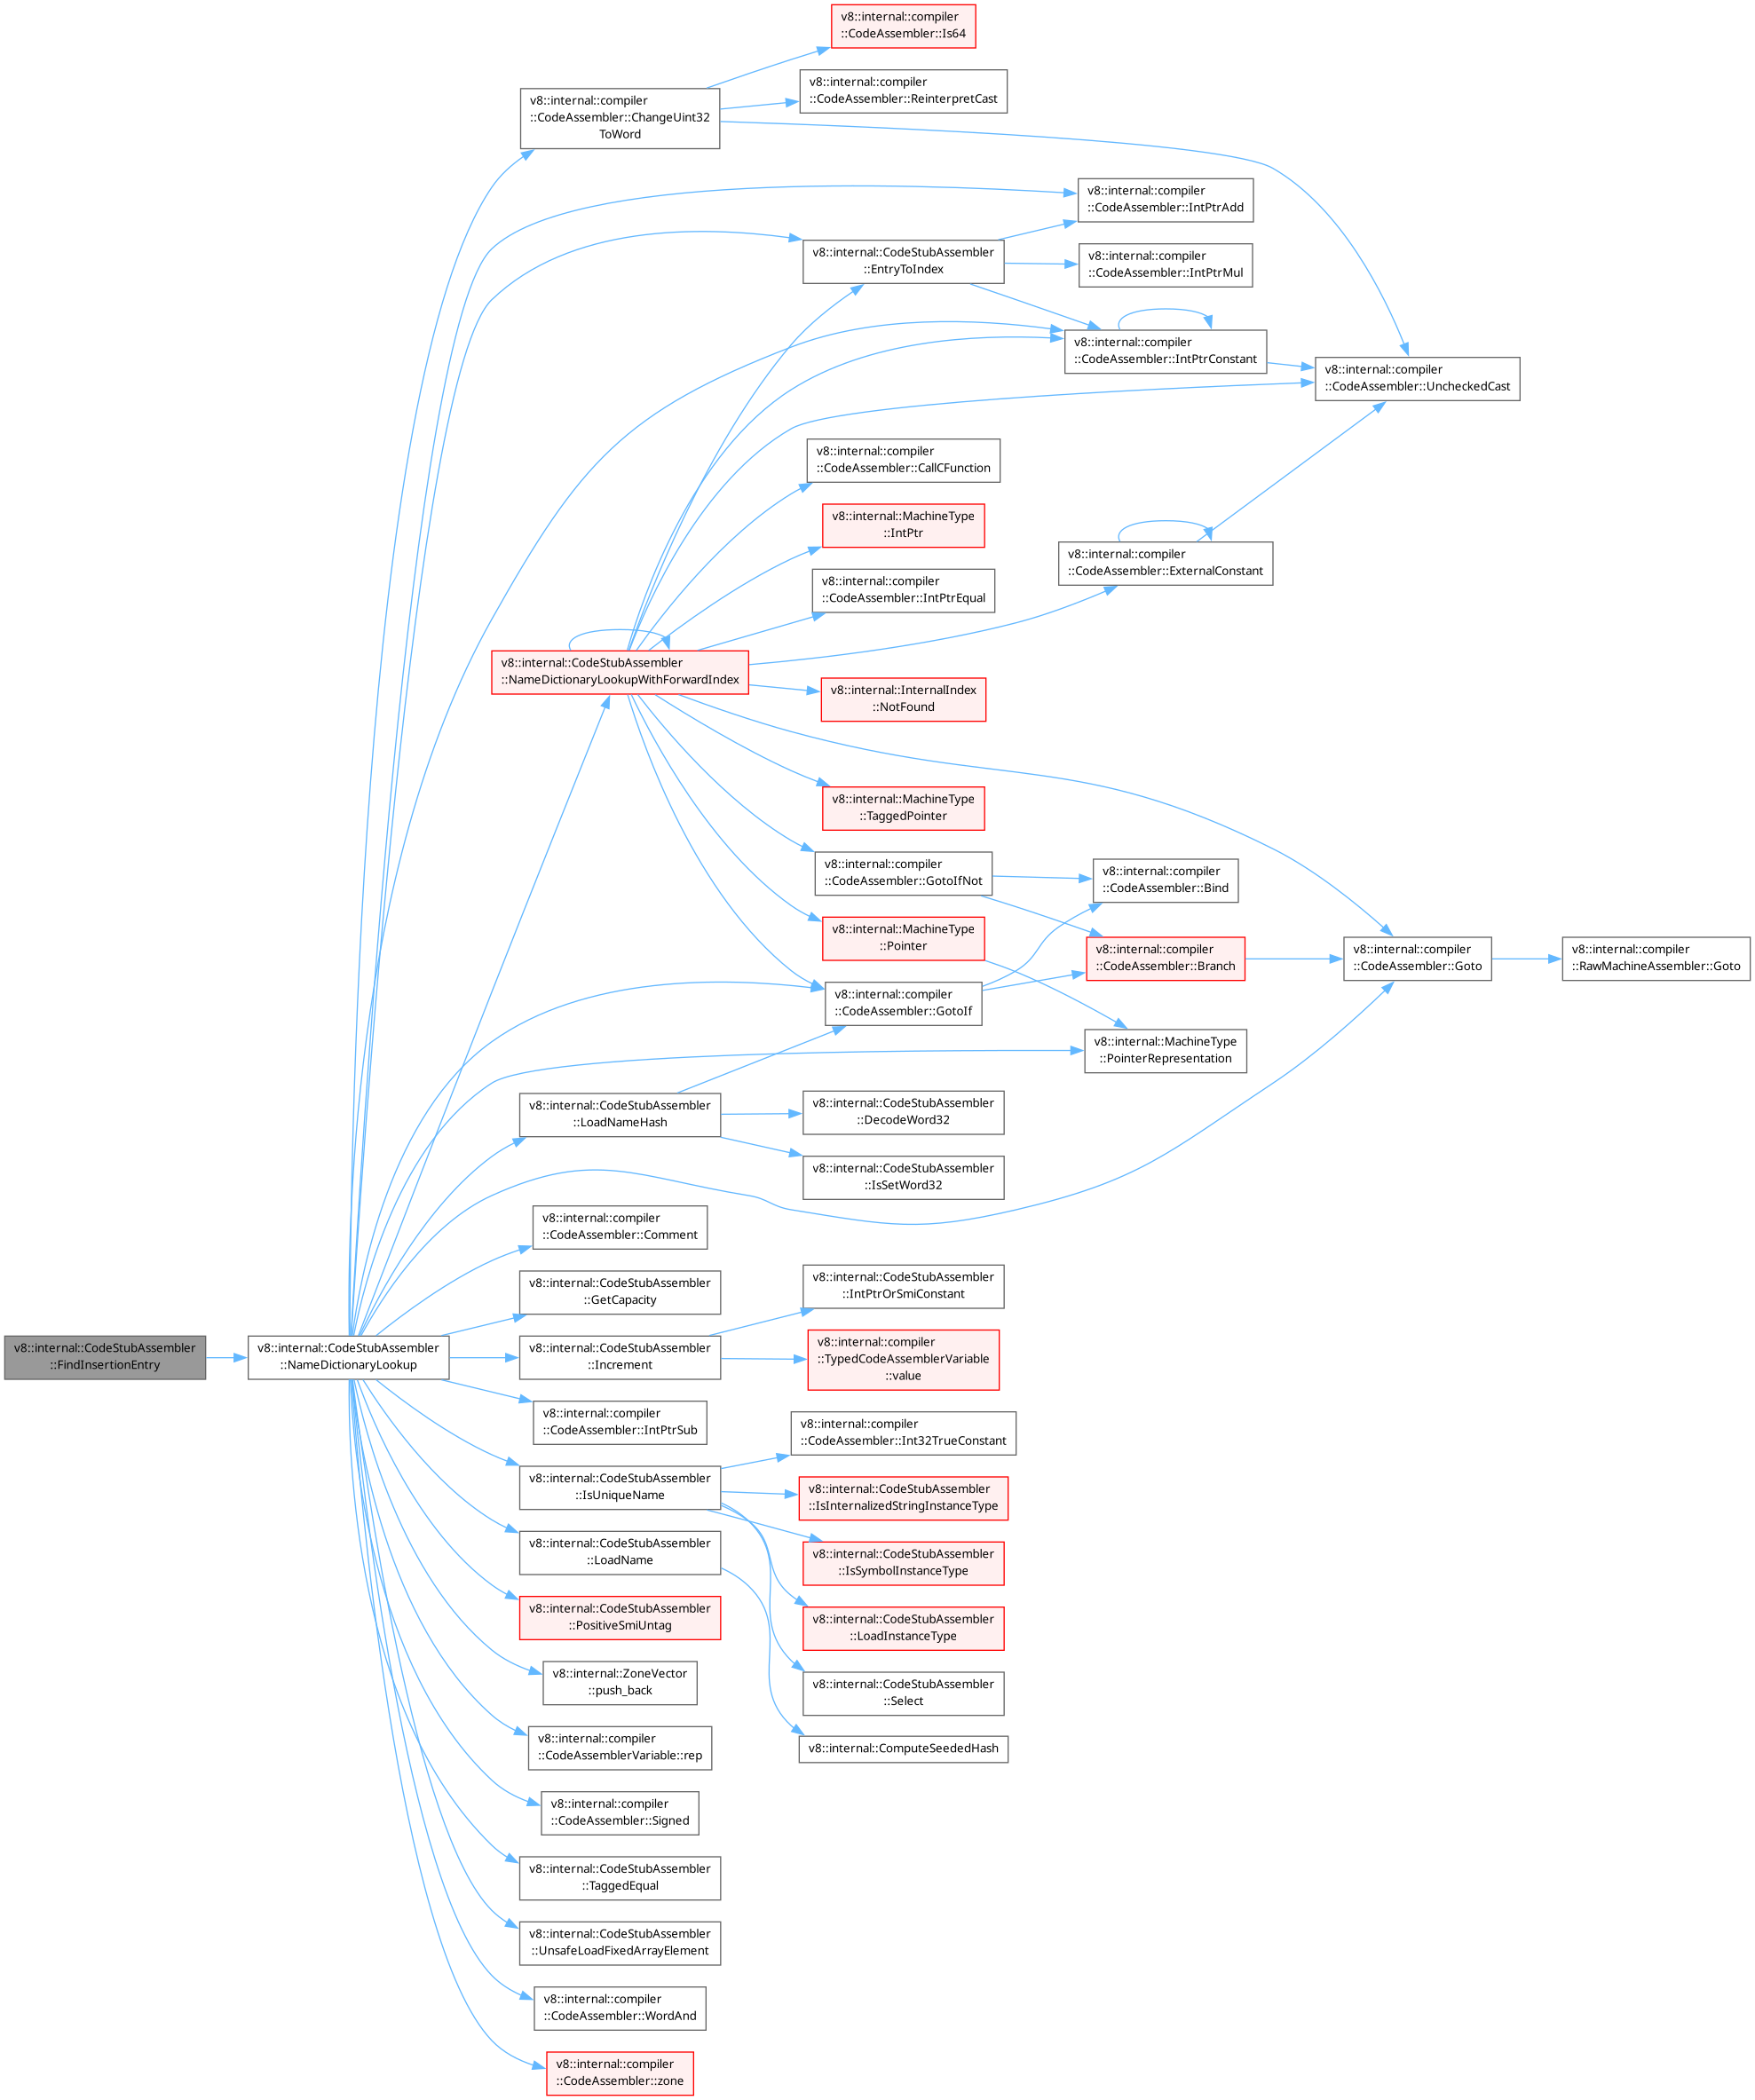 v8::internal::compiler
::CodeAssembler::Is64
v8::internal::compiler
::CodeAssembler::ReinterpretCast
v8::internal::compiler
::CodeAssembler::ChangeUint32
ToWord
v8::internal::compiler
::CodeAssembler::IntPtrAdd
v8::internal::CodeStubAssembler
::EntryToIndex
v8::internal::compiler
::CodeAssembler::IntPtrMul
v8::internal::compiler
::CodeAssembler::IntPtrConstant
v8::internal::compiler
::CodeAssembler::UncheckedCast
v8::internal::compiler
::CodeAssembler::CallCFunction
v8::internal::MachineType
::IntPtr
v8::internal::compiler
::CodeAssembler::ExternalConstant
v8::internal::compiler
::CodeAssembler::IntPtrEqual
v8::internal::CodeStubAssembler
::NameDictionaryLookupWithForwardIndex
v8::internal::InternalIndex
::NotFound
v8::internal::MachineType
::TaggedPointer
v8::internal::compiler
::CodeAssembler::GotoIfNot
v8::internal::compiler
::CodeAssembler::Bind
v8::internal::MachineType
::Pointer
v8::internal::compiler
::CodeAssembler::Branch
v8::internal::compiler
::CodeAssembler::Goto
v8::internal::compiler
::RawMachineAssembler::Goto
v8::internal::compiler
::CodeAssembler::GotoIf
v8::internal::MachineType
::PointerRepresentation
v8::internal::CodeStubAssembler
::LoadNameHash
v8::internal::CodeStubAssembler
::DecodeWord32
v8::internal::CodeStubAssembler
::IsSetWord32
v8::internal::compiler
::CodeAssembler::Comment
v8::internal::CodeStubAssembler
::GetCapacity
v8::internal::CodeStubAssembler
::IntPtrOrSmiConstant
v8::internal::CodeStubAssembler
::FindInsertionEntry
v8::internal::CodeStubAssembler
::NameDictionaryLookup
v8::internal::CodeStubAssembler
::Increment
v8::internal::compiler
::TypedCodeAssemblerVariable
::value
v8::internal::compiler
::CodeAssembler::IntPtrSub
v8::internal::compiler
::CodeAssembler::Int32TrueConstant
v8::internal::CodeStubAssembler
::IsUniqueName
v8::internal::CodeStubAssembler
::IsInternalizedStringInstanceType
v8::internal::CodeStubAssembler
::LoadName
v8::internal::CodeStubAssembler
::IsSymbolInstanceType
v8::internal::CodeStubAssembler
::PositiveSmiUntag
v8::internal::CodeStubAssembler
::LoadInstanceType
v8::internal::ZoneVector
::push_back
v8::internal::CodeStubAssembler
::Select
v8::internal::compiler
::CodeAssemblerVariable::rep
v8::internal::ComputeSeededHash
v8::internal::compiler
::CodeAssembler::Signed
v8::internal::CodeStubAssembler
::TaggedEqual
v8::internal::CodeStubAssembler
::UnsafeLoadFixedArrayElement
v8::internal::compiler
::CodeAssembler::WordAnd
v8::internal::compiler
::CodeAssembler::zone